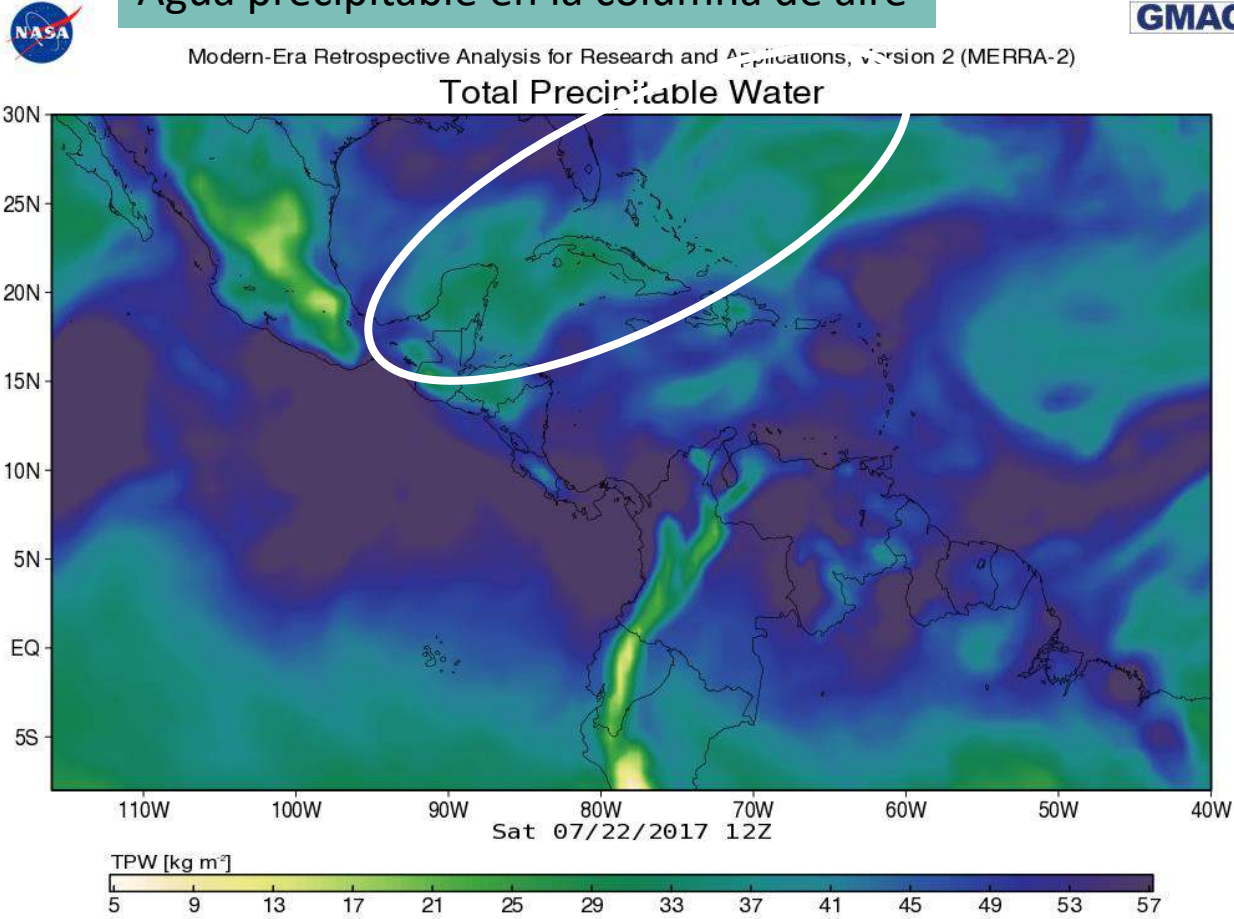 Agua precipitable en la columna de aire
NASA
GMAO
Modern-Era Retrospective Analysis for Research and Applications, Version 2 (MERRA-2)
Total Precipitable Water
30N
25N
20N
15N
10N
5N
EQ
5S
110W 100W 90W 80W 70W 60W 50W 40W
Sat 07/22/2017 12Z
TPW [kg m⁻²]
5 9 13 17 21 25 29 33 37 41 45 49 53 57